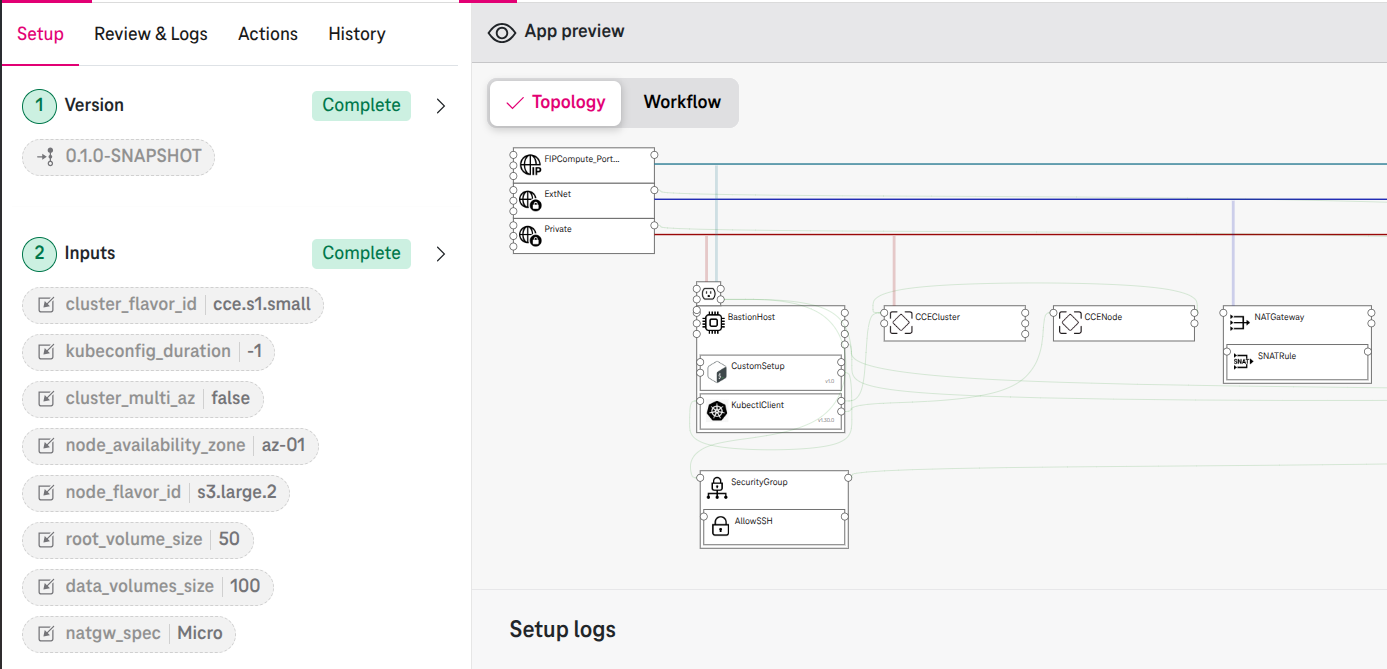 Setup
Review & Logs
Actions
History
1 Version
Complete
0.1.0-SNAPSHOT
2 Inputs
Complete
cluster_flavor_id cce.s1.small
kubeconfig_duration -1
cluster_multi_az false
node_availability_zone az-01
node_flavor_id s3.large.2
root_volume_size 50
data_volumes_size 100
natgw_spec Micro
App preview
Topology
Workflow
IP
FIPCompute_Port...
ExtNet
Private
BastionHost
CustomSetup
v1.0
KubectlClient
v1.30.0
CCECluster
CCENode
NATGateway
SNAT
SNATRule
SecurityGroup
AllowSSH
Setup logs